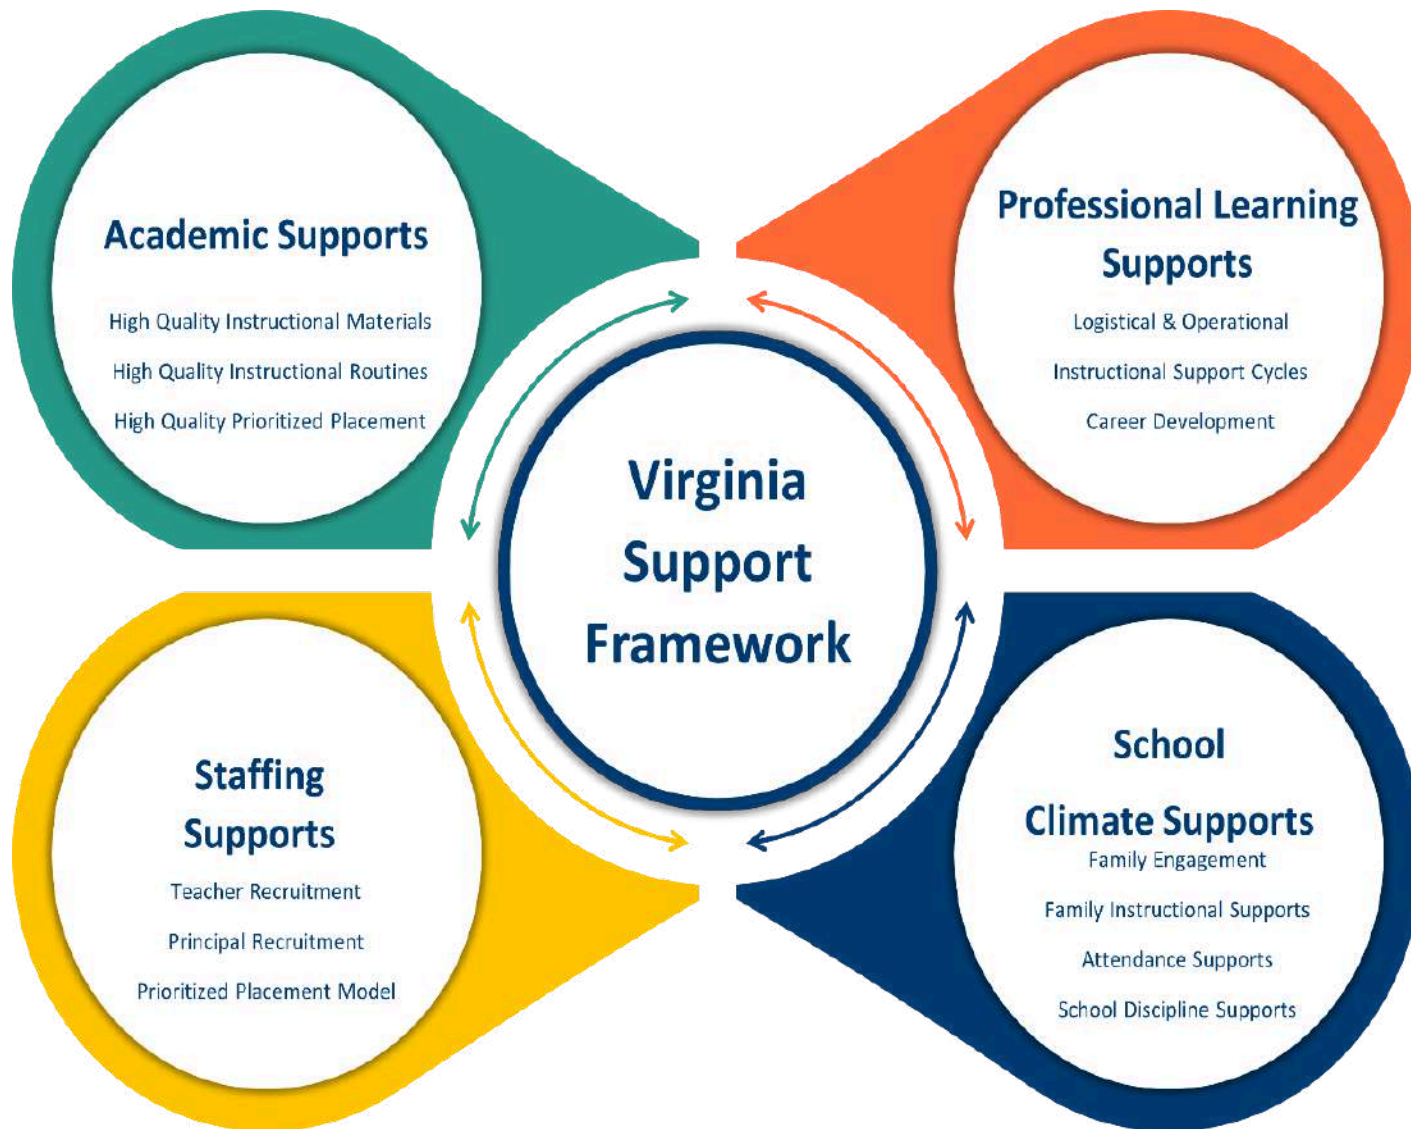 Academic Supports
High Quality Instructional Materials
High Quality Instructional Routines
High Quality Prioritized Placement
Professional Learning
Supports
Logistical & Operational
Instructional Support Cycles
Career Development
Virginia
Support
Framework
Staffing
Supports
Teacher Recruitment
Principal Recruitment
Prioritized Placement Model
School
Climate Supports
Family Engagement
Family Instructional Supports
Attendance Supports
School Discipline Supports